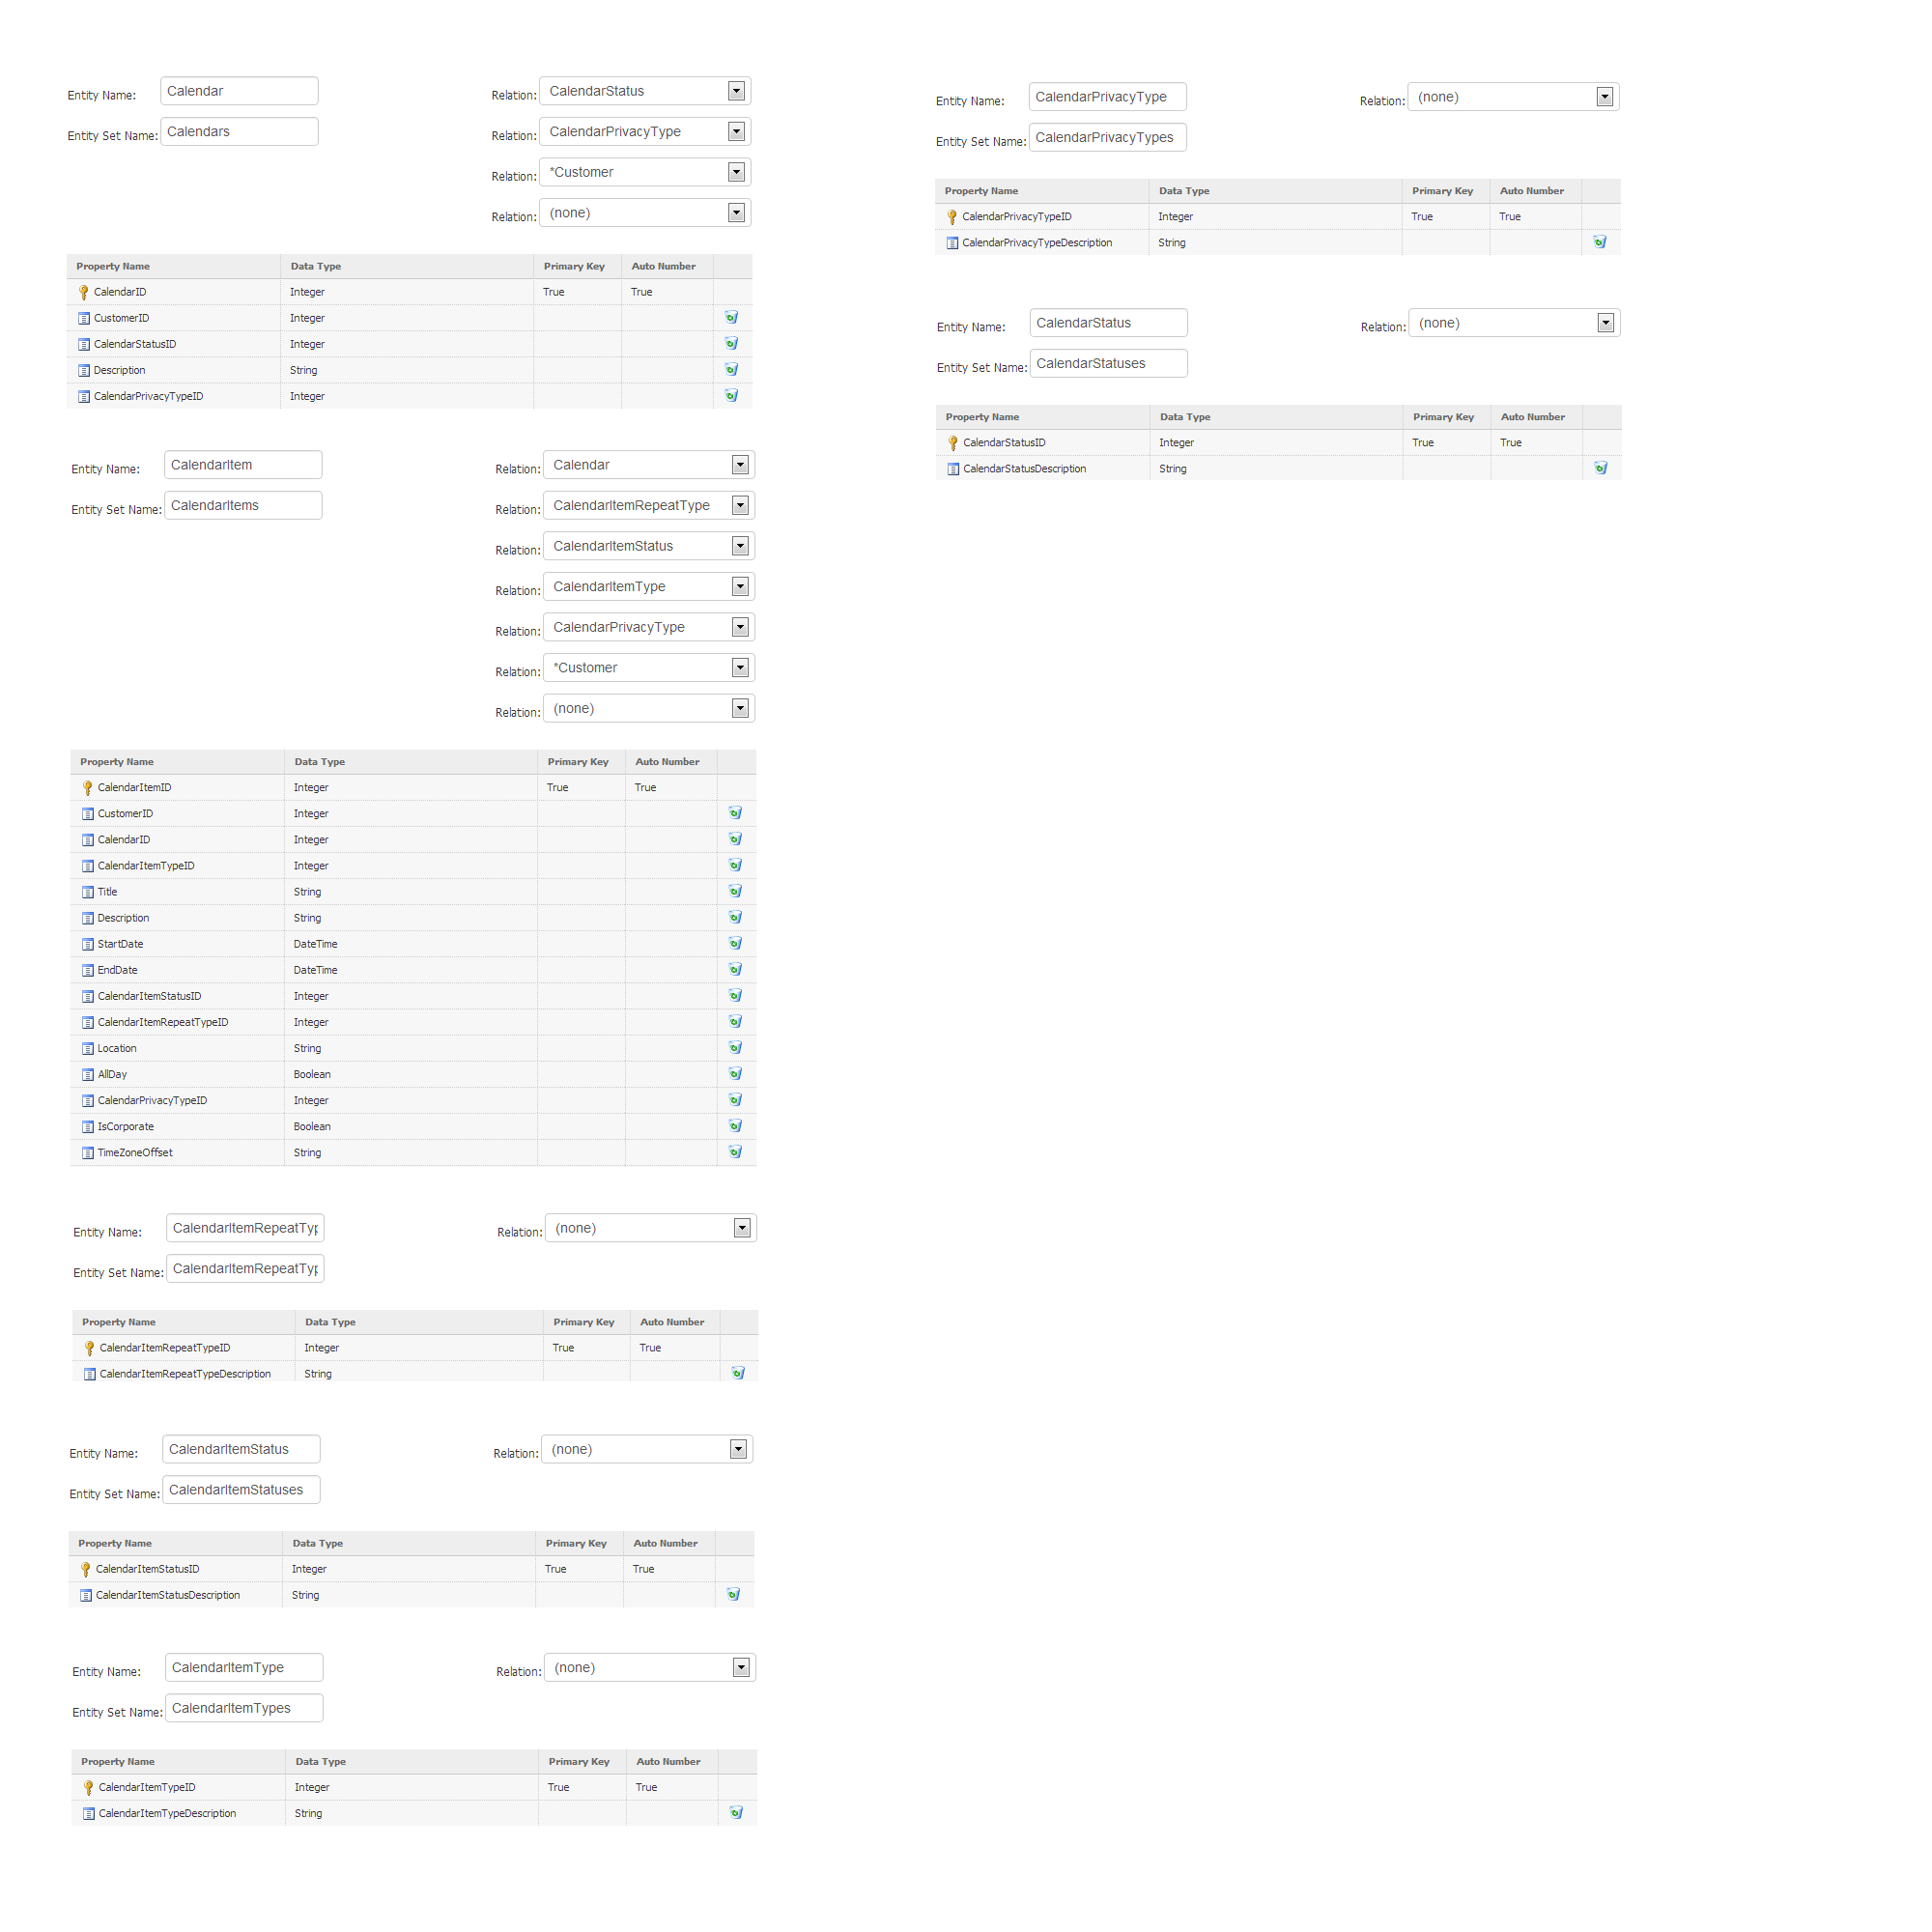 Entity Name: Calendar Relation: CalendarStatus
Entity Set Name: Calendars Relation: CalendarPrivacyType
Relation: *Customer
Relation: (none)
Property Name Data Type Primary Key Auto Number
CalendarID Integer True True
CustomerID Integer
CalendarStatusID Integer
Description String
CalendarPrivacyTypeID Integer
Entity Name: CalendarItem Relation: Calendar
Entity Set Name: CalendarItems Relation: CalendarItemRepeatType
Relation: CalendarItemStatus
Relation: CalendarItemType
Relation: CalendarPrivacyType
Relation: *Customer
Relation: (none)
Property Name Data Type Primary Key Auto Number
CalendarItemID Integer True True
CustomerID Integer
CalendarID Integer
CalendarItemTypeID Integer
Title String
Description String
StartDate DateTime
EndDate DateTime
CalendarItemStatusID Integer
CalendarItemRepeatTypeID Integer
Location String
AllDay Boolean
CalendarPrivacyTypeID Integer
IsCorporate Boolean
TimeZoneOffset String
Entity Name: CalendarItemRepeatTyp Relation: (none)
Entity Set Name: CalendarItemRepeatTyp
Property Name Data Type Primary Key Auto Number
CalendarItemRepeatTypeID Integer True True
CalendarItemRepeatTypeDescription String
Entity Name: CalendarItemStatus Relation: (none)
Entity Set Name: CalendarItemStatuses
Property Name Data Type Primary Key Auto Number
CalendarItemStatusID Integer True True
CalendarItemStatusDescription String
Entity Name: CalendarItemType Relation: (none)
Entity Set Name: CalendarItemTypes
Property Name Data Type Primary Key Auto Number
CalendarItemTypeID Integer True True
CalendarItemTypeDescription String
Entity Name: CalendarPrivacyType Relation: (none)
Entity Set Name: CalendarPrivacyTypes
Property Name Data Type Primary Key Auto Number
CalendarPrivacyTypeID Integer True True
CalendarPrivacyTypeDescription String
Entity Name: CalendarStatus Relation: (none)
Entity Set Name: CalendarStatuses
Property Name Data Type Primary Key Auto Number
CalendarStatusID Integer True True
CalendarStatusDescription String